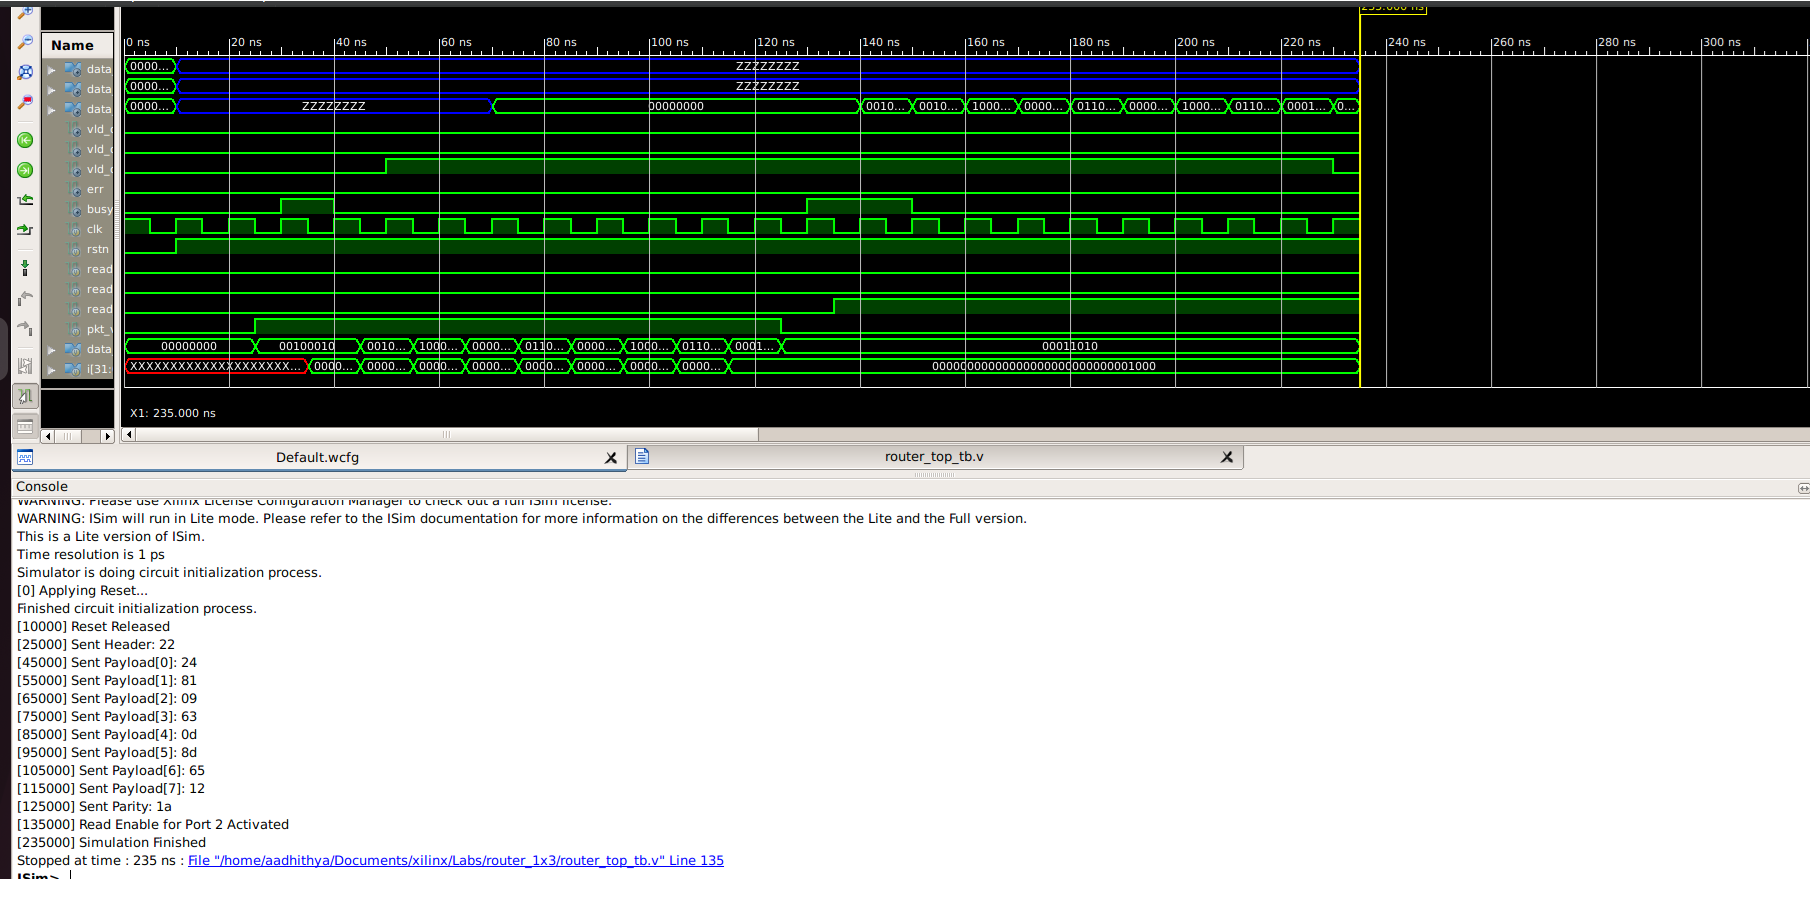 235.000 ns
Name
0 ns 20 ns 40 ns 60 ns 80 ns 100 ns 120 ns 140 ns 160 ns 180 ns 200 ns 220 ns 240 ns 260 ns 280 ns 300 ns
data 0000... ZZZZZZZZ
data 0000... ZZZZZZZZ
data 0000... ZZZZZZZZ 00000000 0010... 0010... 1000... 0000... 0110... 0000... 1000... 0110... 0001... 0...
vld_
vld_
vld_
err
busy
clk
rstn
read
read
read
pkt_
data 00000000 00100010 0010... 1000... 0000... 0110... 0000... 1000... 0110... 0001... 00011010
i[31: XXXXXXXXXXXXXXXXXXXX... 0000... 0000... 0000... 0000... 0000... 0000... 0000... 0000... 00000000000000000000000000001000
X1: 235.000 ns
Default.wcfg router_top_tb.v
Console
WARNING: Please use Xilinx License Configuration Manager to check out a full ISim license.
WARNING: ISim will run in Lite mode. Please refer to the ISim documentation for more information on the differences between the Lite and the Full version.
This is a Lite version of ISim.
Time resolution is 1 ps
Simulator is doing circuit initialization process.
[0] Applying Reset...
Finished circuit initialization process.
[10000] Reset Released
[25000] Sent Header: 22
[45000] Sent Payload[0]: 24
[55000] Sent Payload[1]: 81
[65000] Sent Payload[2]: 09
[75000] Sent Payload[3]: 63
[85000] Sent Payload[4]: 0d
[95000] Sent Payload[5]: 8d
[105000] Sent Payload[6]: 65
[115000] Sent Payload[7]: 12
[125000] Sent Parity: 1a
[135000] Read Enable for Port 2 Activated
[235000] Simulation Finished
Stopped at time : 235 ns : File "/home/aadhithya/Documents/xilinx/Labs/router_1x3/router_top_tb.v" Line 135
ISim>